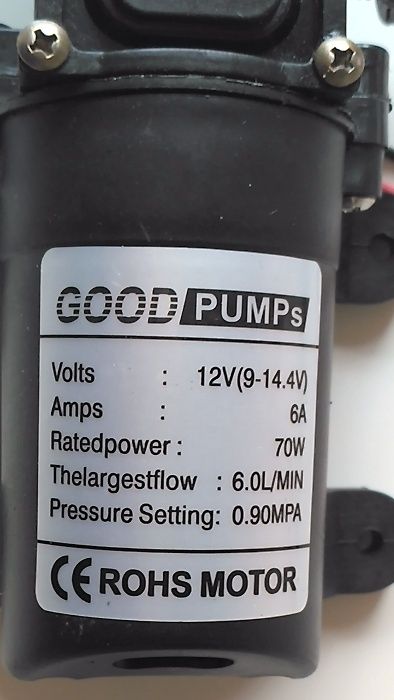 GOOD PUMPs
Volts : 12V(9-14.4V)
Amps : 6A
Ratedpower : 70W
Thelargestflow : 6.0L/MIN
Pressure Setting: 0.90MPA
CE ROHS MOTOR